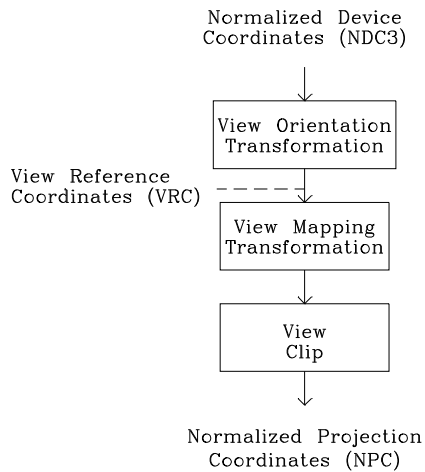 Normalized Device
Coordinates (NDC3)
View Orientation
Transformation
View Reference
Coordinates (VRC)
View Mapping
Transformation
View
Clip
Normalized Projection
Coordinates (NPC)